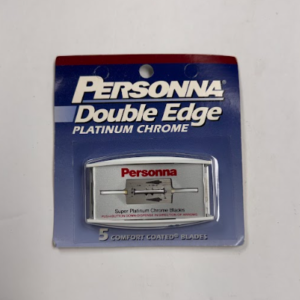 PERSONNA®
Double Edge
PLATINUM CHROME
Personna
Super Platinum Chrome Blades
5 COMFORT COATED® BLADES